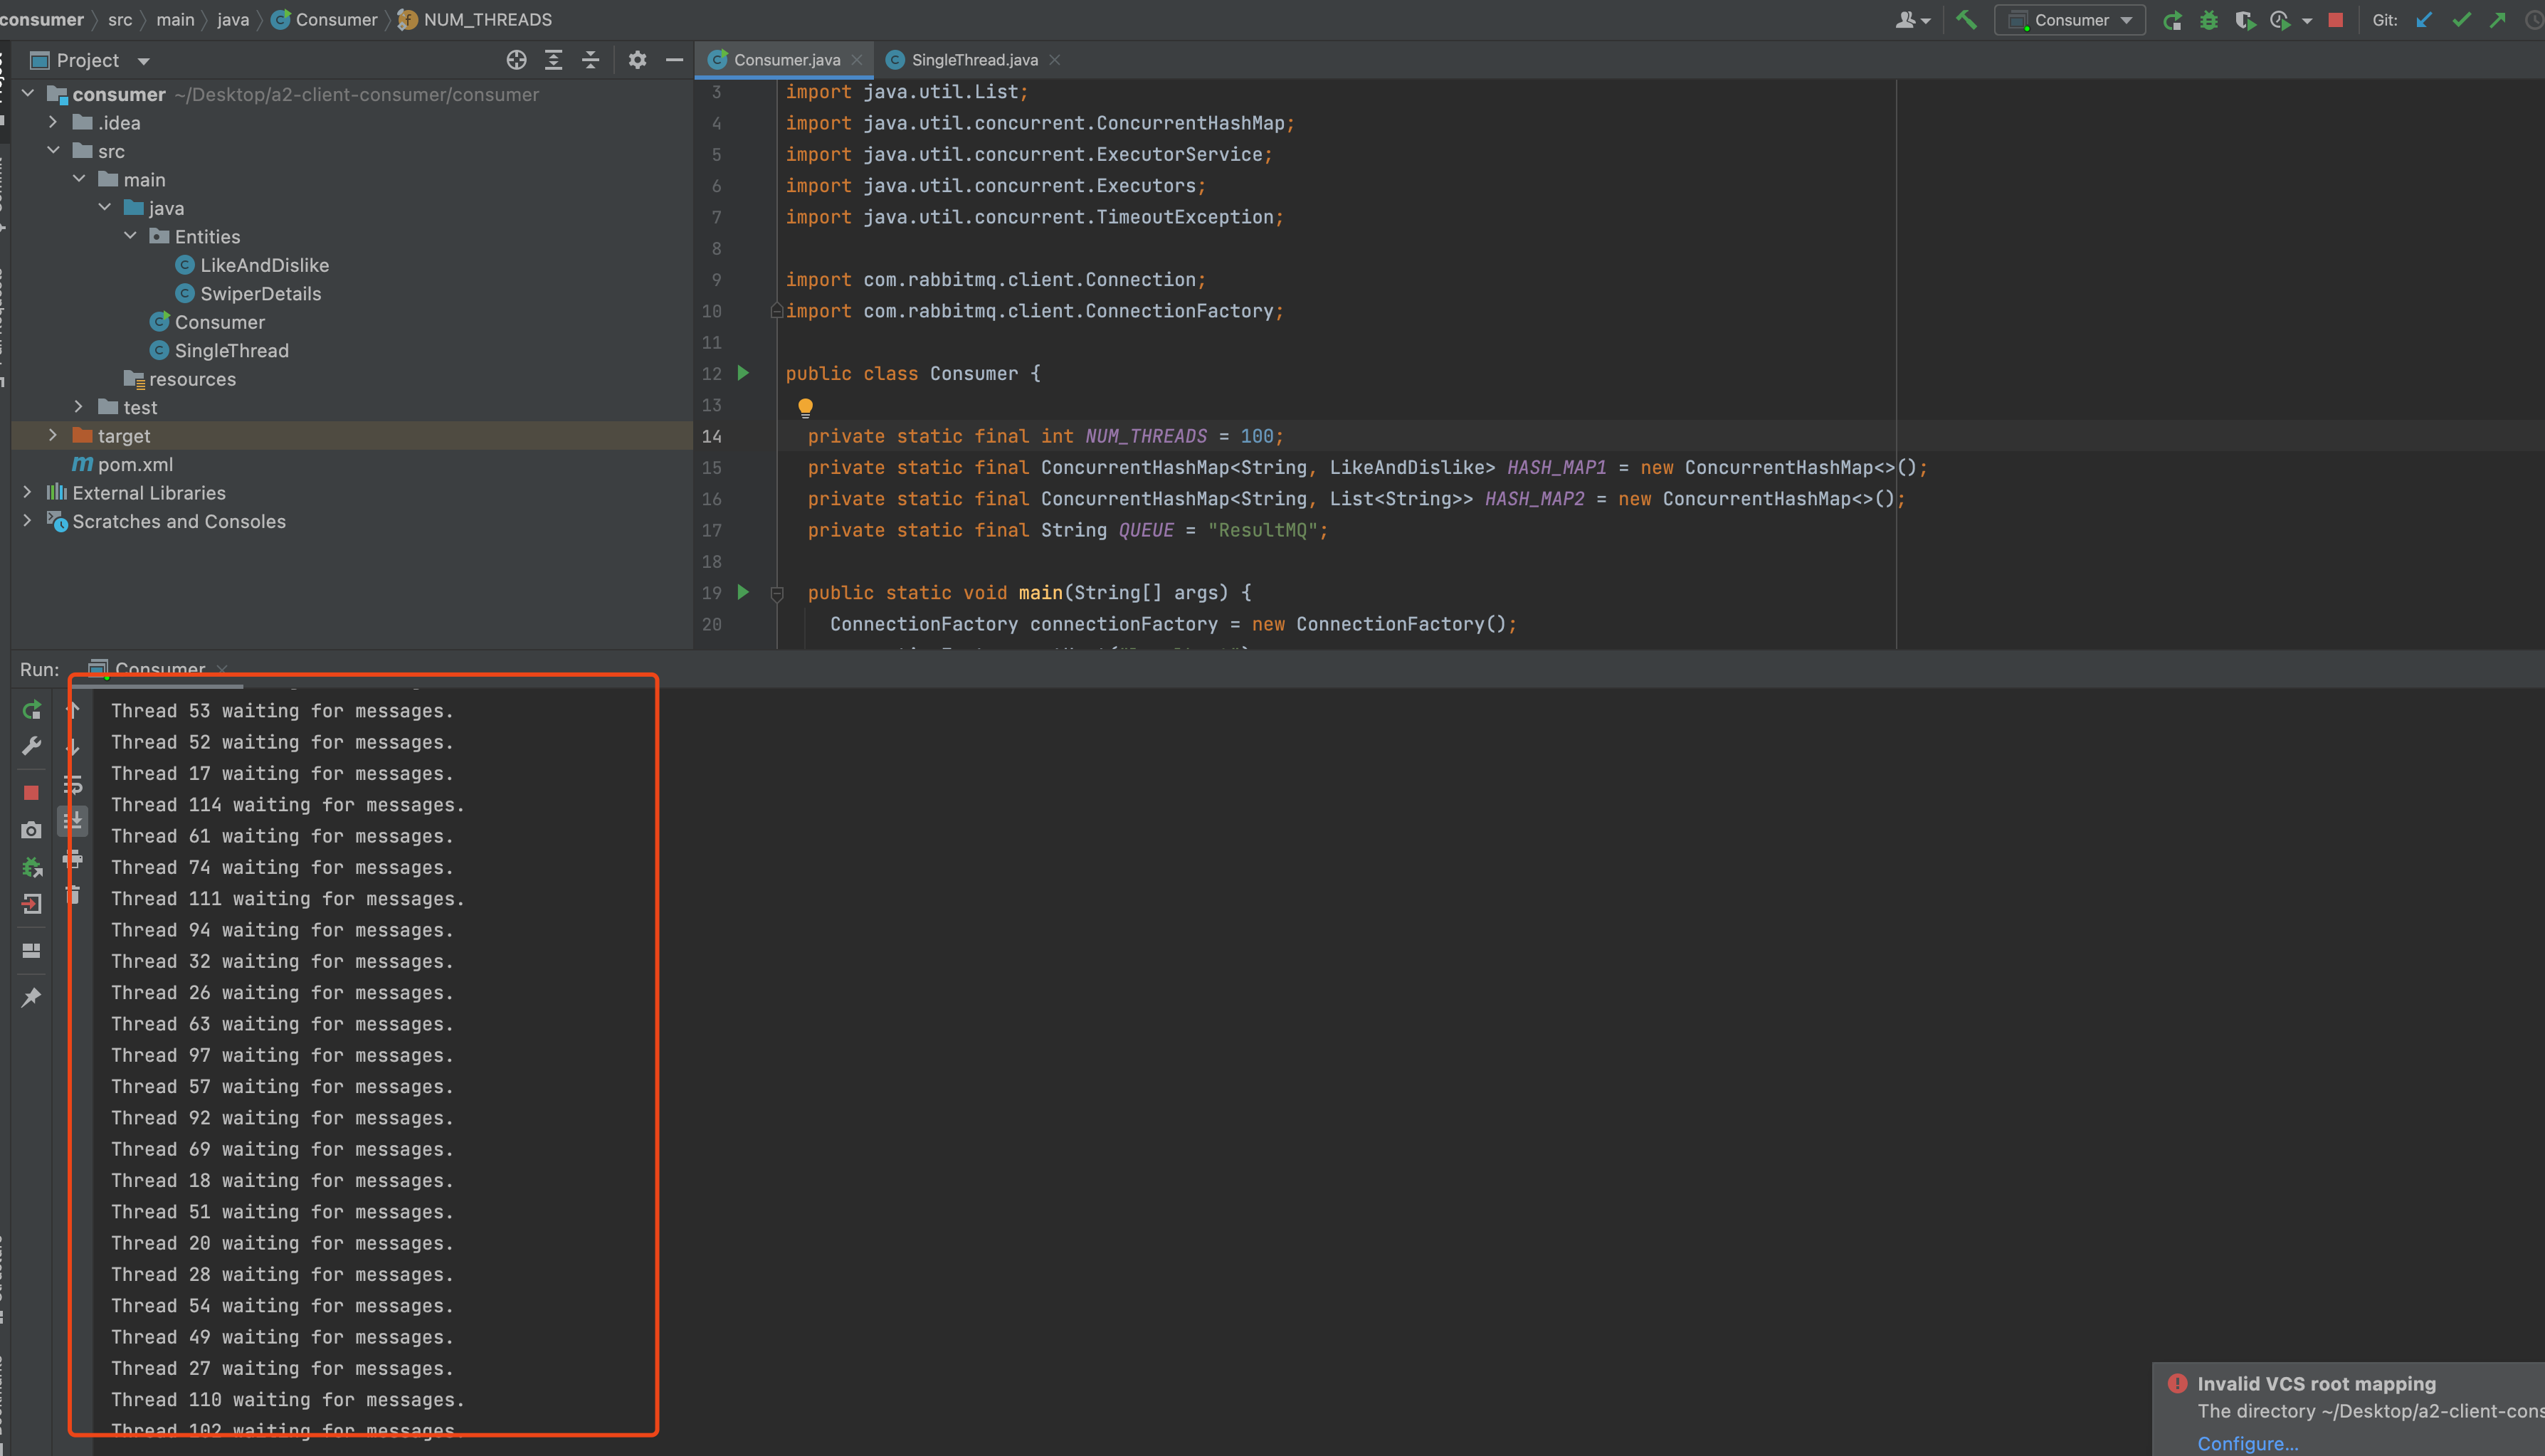 consumer src main java Consumer NUM_THREADS Consumer Git:
Project Consumer.java SingleThread.java
consumer ~/Desktop/a2-client-consumer/consumer
.idea
src
main
java
Entities
LikeAndDislike
SwiperDetails
Consumer
SingleThread
resources
test
target
pom.xml
External Libraries
Scratches and Consoles
3 import java.util.List;
4 import java.util.concurrent.ConcurrentHashMap;
5 import java.util.concurrent.ExecutorService;
6 import java.util.concurrent.Executors;
7 import java.util.concurrent.TimeoutException;
8
9 import com.rabbitmq.client.Connection;
10 import com.rabbitmq.client.ConnectionFactory;
11
12 public class Consumer {
13
14 private static final int NUM_THREADS = 100;
15 private static final ConcurrentHashMap<String, LikeAndDislike> HASH_MAP1 = new ConcurrentHashMap<>();
16 private static final ConcurrentHashMap<String, List<String>> HASH_MAP2 = new ConcurrentHashMap<>();
17 private static final String QUEUE = "ResultMQ";
18
19 public static void main(String[] args) {
20 ConnectionFactory connectionFactory = new ConnectionFactory();
Run: Consumer
Thread 53 waiting for messages.
Thread 52 waiting for messages.
Thread 17 waiting for messages.
Thread 114 waiting for messages.
Thread 61 waiting for messages.
Thread 74 waiting for messages.
Thread 111 waiting for messages.
Thread 94 waiting for messages.
Thread 32 waiting for messages.
Thread 26 waiting for messages.
Thread 63 waiting for messages.
Thread 97 waiting for messages.
Thread 57 waiting for messages.
Thread 92 waiting for messages.
Thread 69 waiting for messages.
Thread 18 waiting for messages.
Thread 51 waiting for messages.
Thread 20 waiting for messages.
Thread 28 waiting for messages.
Thread 54 waiting for messages.
Thread 49 waiting for messages.
Thread 27 waiting for messages.
Thread 110 waiting for messages.
Thread 102 waiting for messages.
Invalid VCS root mapping
The directory ~/Desktop/a2-client-cons
Configure...